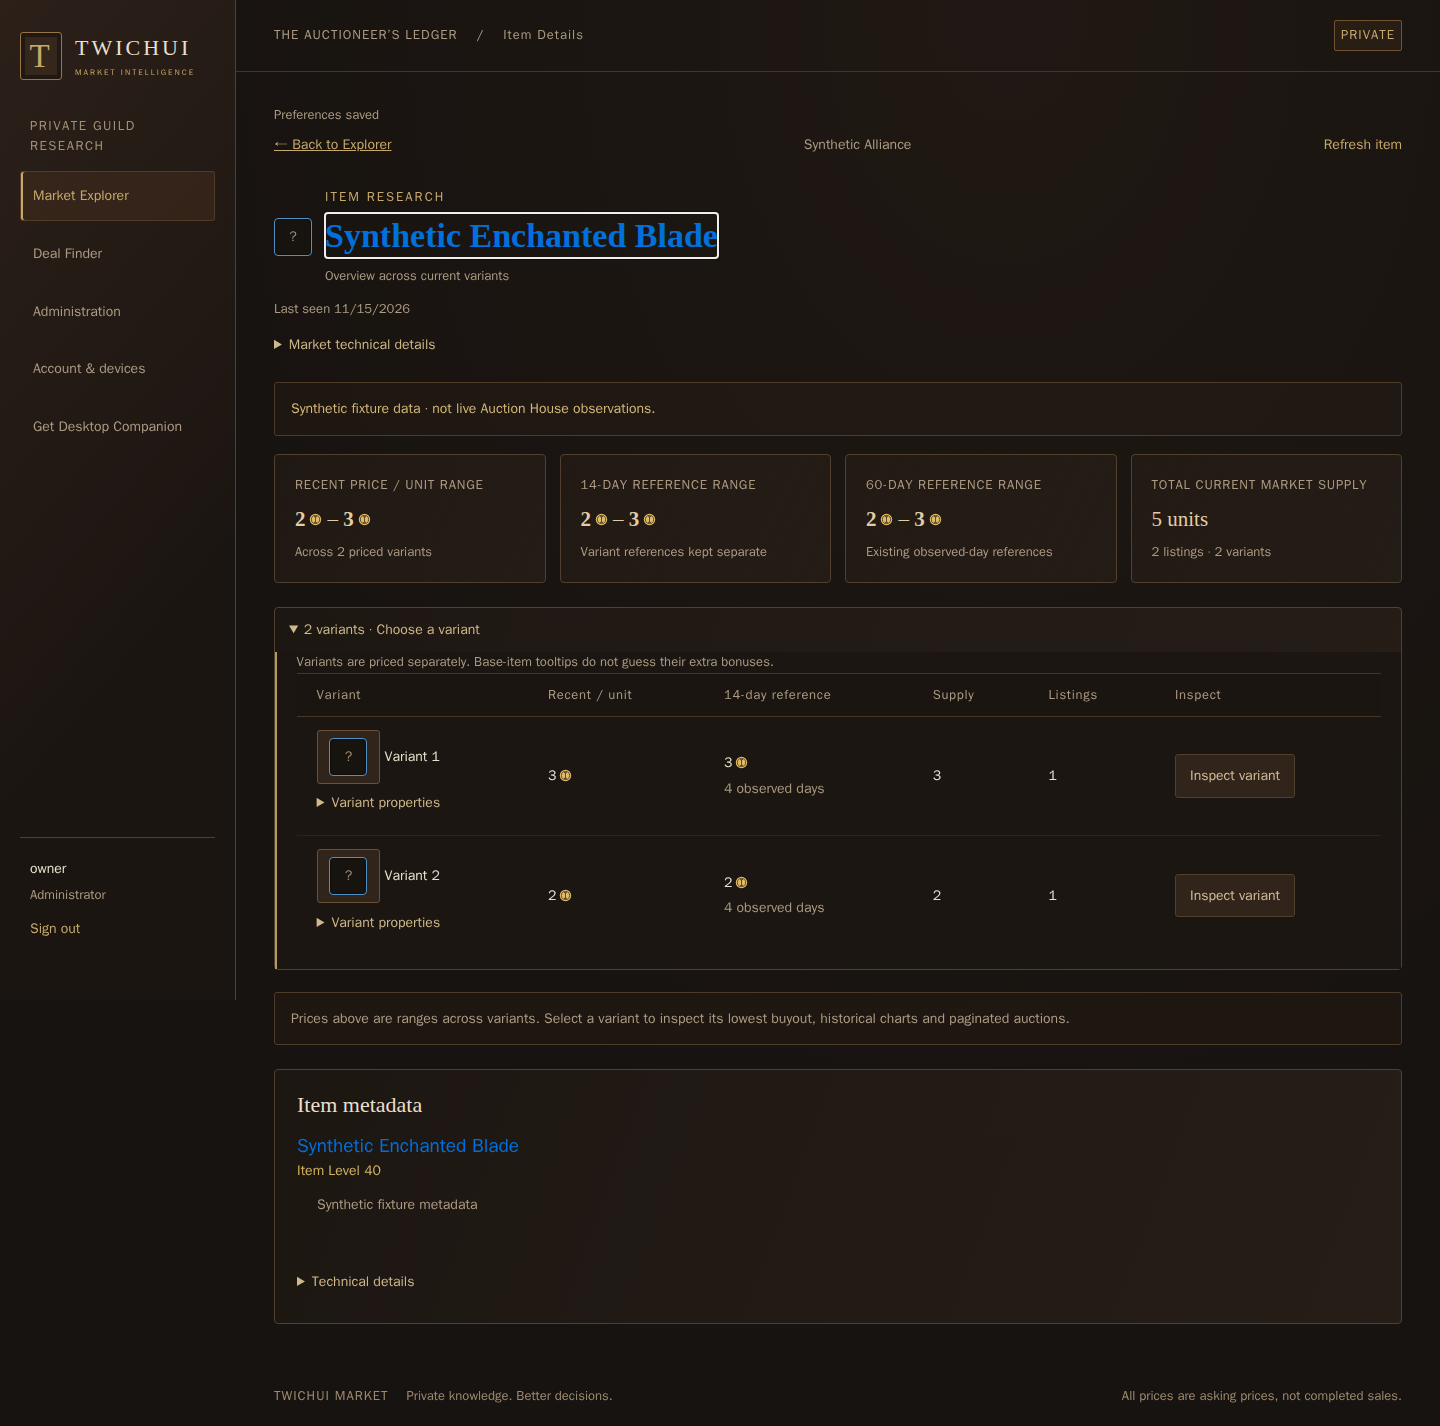 T
TWICHUI
MARKET INTELLIGENCE
PRIVATE GUILD
RESEARCH
Market Explorer
Deal Finder
Administration
Account & devices
Get Desktop Companion
owner
Administrator
Sign out
THE AUCTIONEER'S LEDGER / Item Details
PRIVATE
Preferences saved
← Back to Explorer
Synthetic Alliance
Refresh item
ITEM RESEARCH
?
Synthetic Enchanted Blade
Overview across current variants
Last seen 11/15/2026
▶ Market technical details
Synthetic fixture data · not live Auction House observations.
RECENT PRICE / UNIT RANGE
2 – 3
Across 2 priced variants
14-DAY REFERENCE RANGE
2 – 3
Variant references kept separate
60-DAY REFERENCE RANGE
2 – 3
Existing observed-day references
TOTAL CURRENT MARKET SUPPLY
5 units
2 listings · 2 variants
▼ 2 variants · Choose a variant
Variants are priced separately. Base-item tooltips do not guess their extra bonuses.
Variant Recent / unit 14-day reference Supply Listings Inspect
? Variant 1
▶ Variant properties
3
3
4 observed days
3
1
Inspect variant
? Variant 2
▶ Variant properties
2
2
4 observed days
2
1
Inspect variant
Prices above are ranges across variants. Select a variant to inspect its lowest buyout, historical charts and paginated auctions.
Item metadata
Synthetic Enchanted Blade
Item Level 40
Synthetic fixture metadata
▶ Technical details
TWICHUI MARKET Private knowledge. Better decisions.
All prices are asking prices, not completed sales.